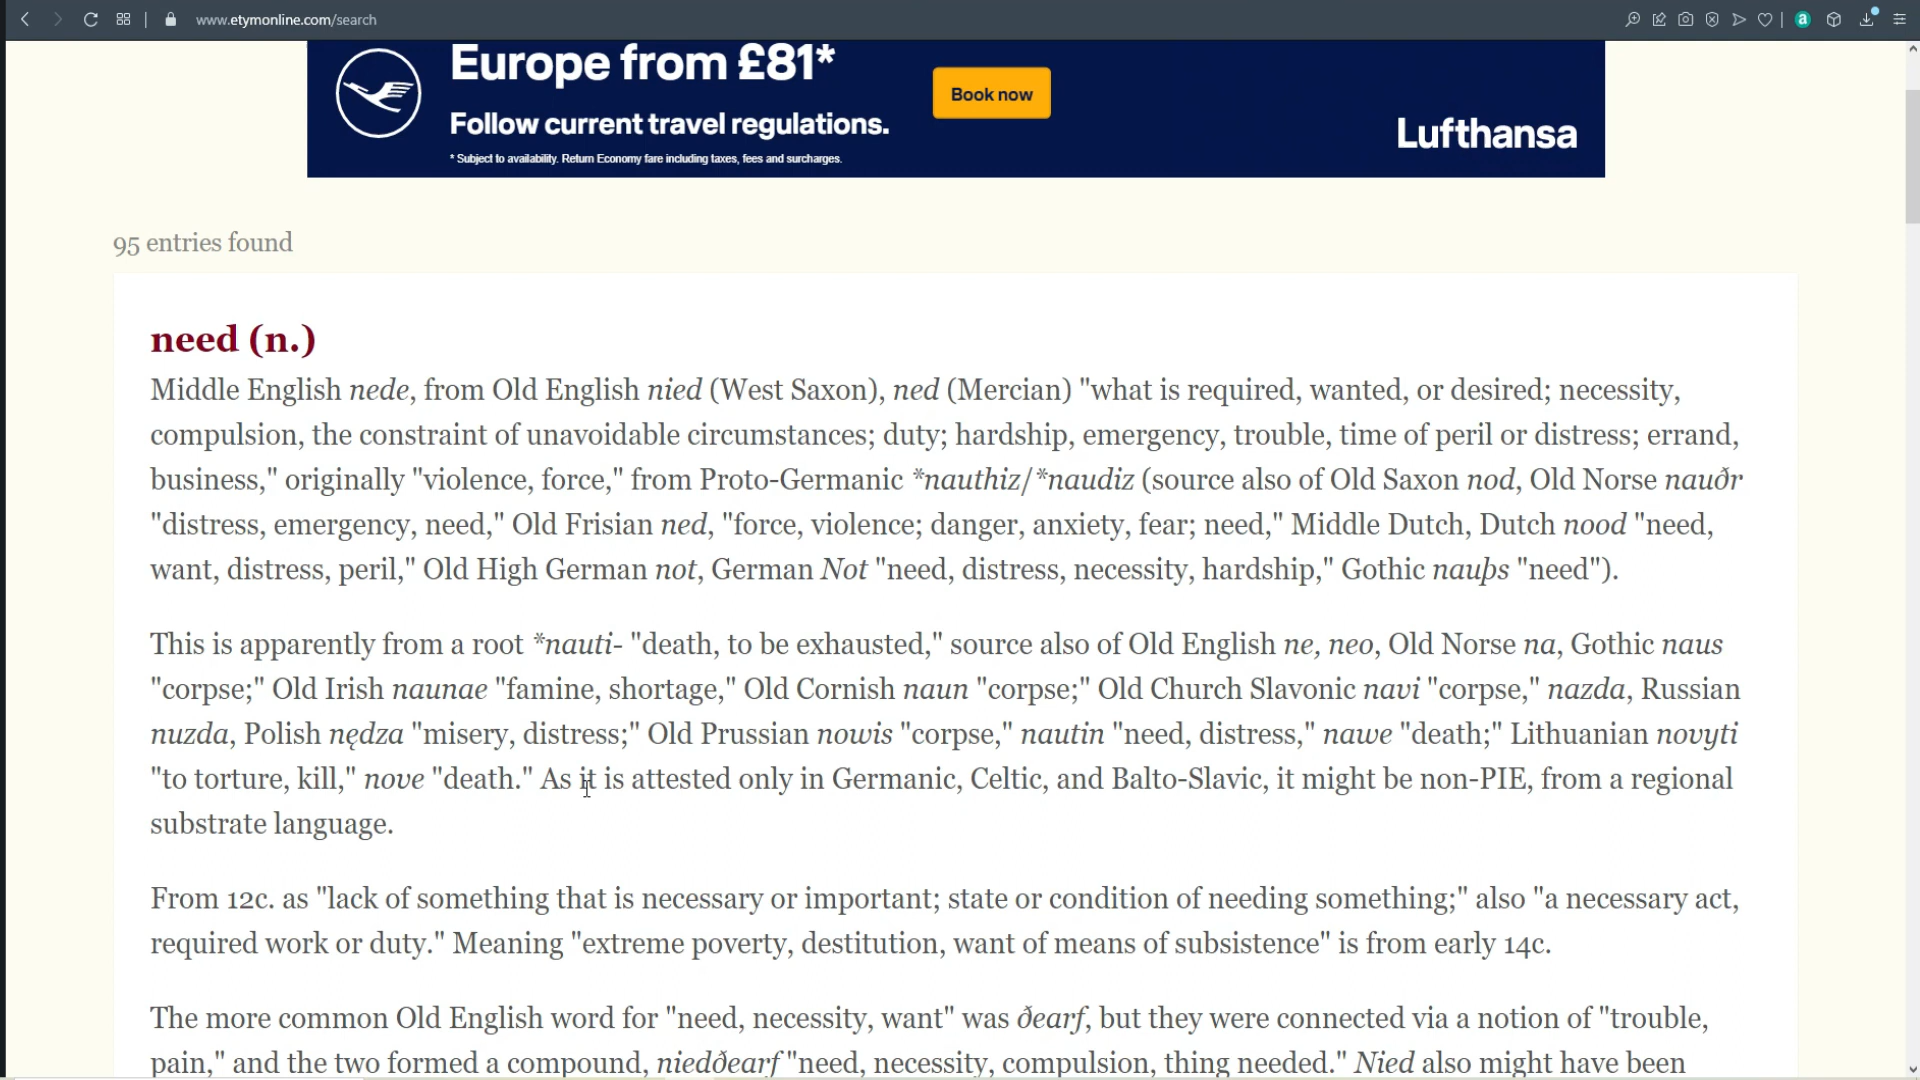 www.etymonline.com/search
a
Europe from £81*
Follow current travel regulations.
* Subject to availability. Return Economy fare including taxes, fees and surcharges.
Book now
Lufthansa
95 entries found
need (n.)
Middle English nede, from Old English nied (West Saxon), ned (Mercian) "what is required, wanted, or desired; necessity,
compulsion, the constraint of unavoidable circumstances; duty; hardship, emergency, trouble, time of peril or distress; errand,
business," originally "violence, force," from Proto-Germanic *nauthiz/*naudiz (source also of Old Saxon nod, Old Norse nauðr
"distress, emergency, need," Old Frisian ned, "force, violence; danger, anxiety, fear; need," Middle Dutch, Dutch nood "need,
want, distress, peril," Old High German not, German Not "need, distress, necessity, hardship," Gothic nauþs "need").
This is apparently from a root *nauti- "death, to be exhausted," source also of Old English ne, neo, Old Norse na, Gothic naus
"corpse;" Old Irish naunae "famine, shortage," Old Cornish naun "corpse;" Old Church Slavonic navi "corpse," nazda, Russian
nuzda, Polish nędza "misery, distress;" Old Prussian nowis "corpse," nautin "need, distress," nawe "death;" Lithuanian novyti
"to torture, kill," nove "death." As it is attested only in Germanic, Celtic, and Balto-Slavic, it might be non-PIE, from a regional
substrate language.
From 12c. as "lack of something that is necessary or important; state or condition of needing something;" also "a necessary act,
required work or duty." Meaning "extreme poverty, destitution, want of means of subsistence" is from early 14c.
The more common Old English word for "need, necessity, want" was ðearf, but they were connected via a notion of "trouble,
pain," and the two formed a compound, niedðearf "need, necessity, compulsion, thing needed." Nied also might have been